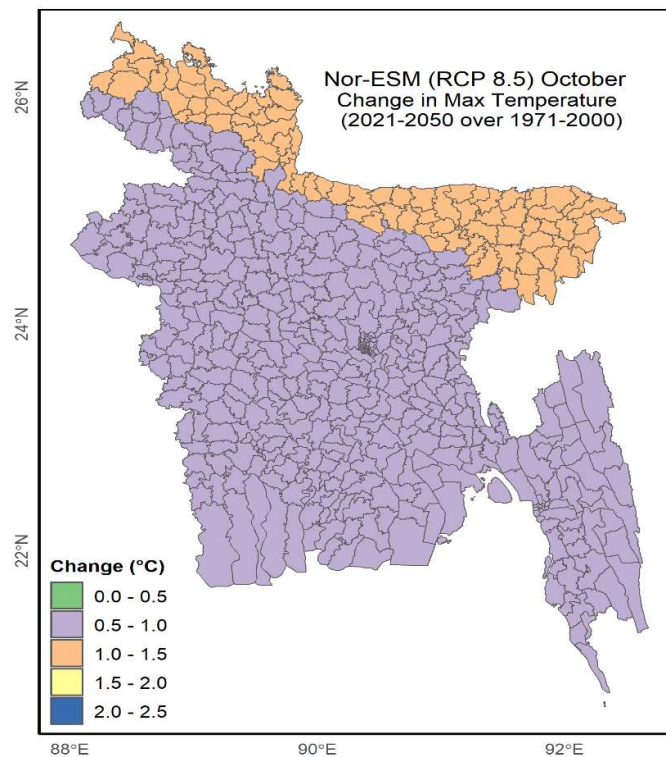 Nor-ESM (RCP 8.5) October
Change in Max Temperature
(2021-2050 over 1971-2000)
26°N
24°N
22°N
Change (°C)
0.0 - 0.5
0.5 - 1.0
1.0 - 1.5
1.5 - 2.0
2.0 - 2.5
88°E 90°E 92°E